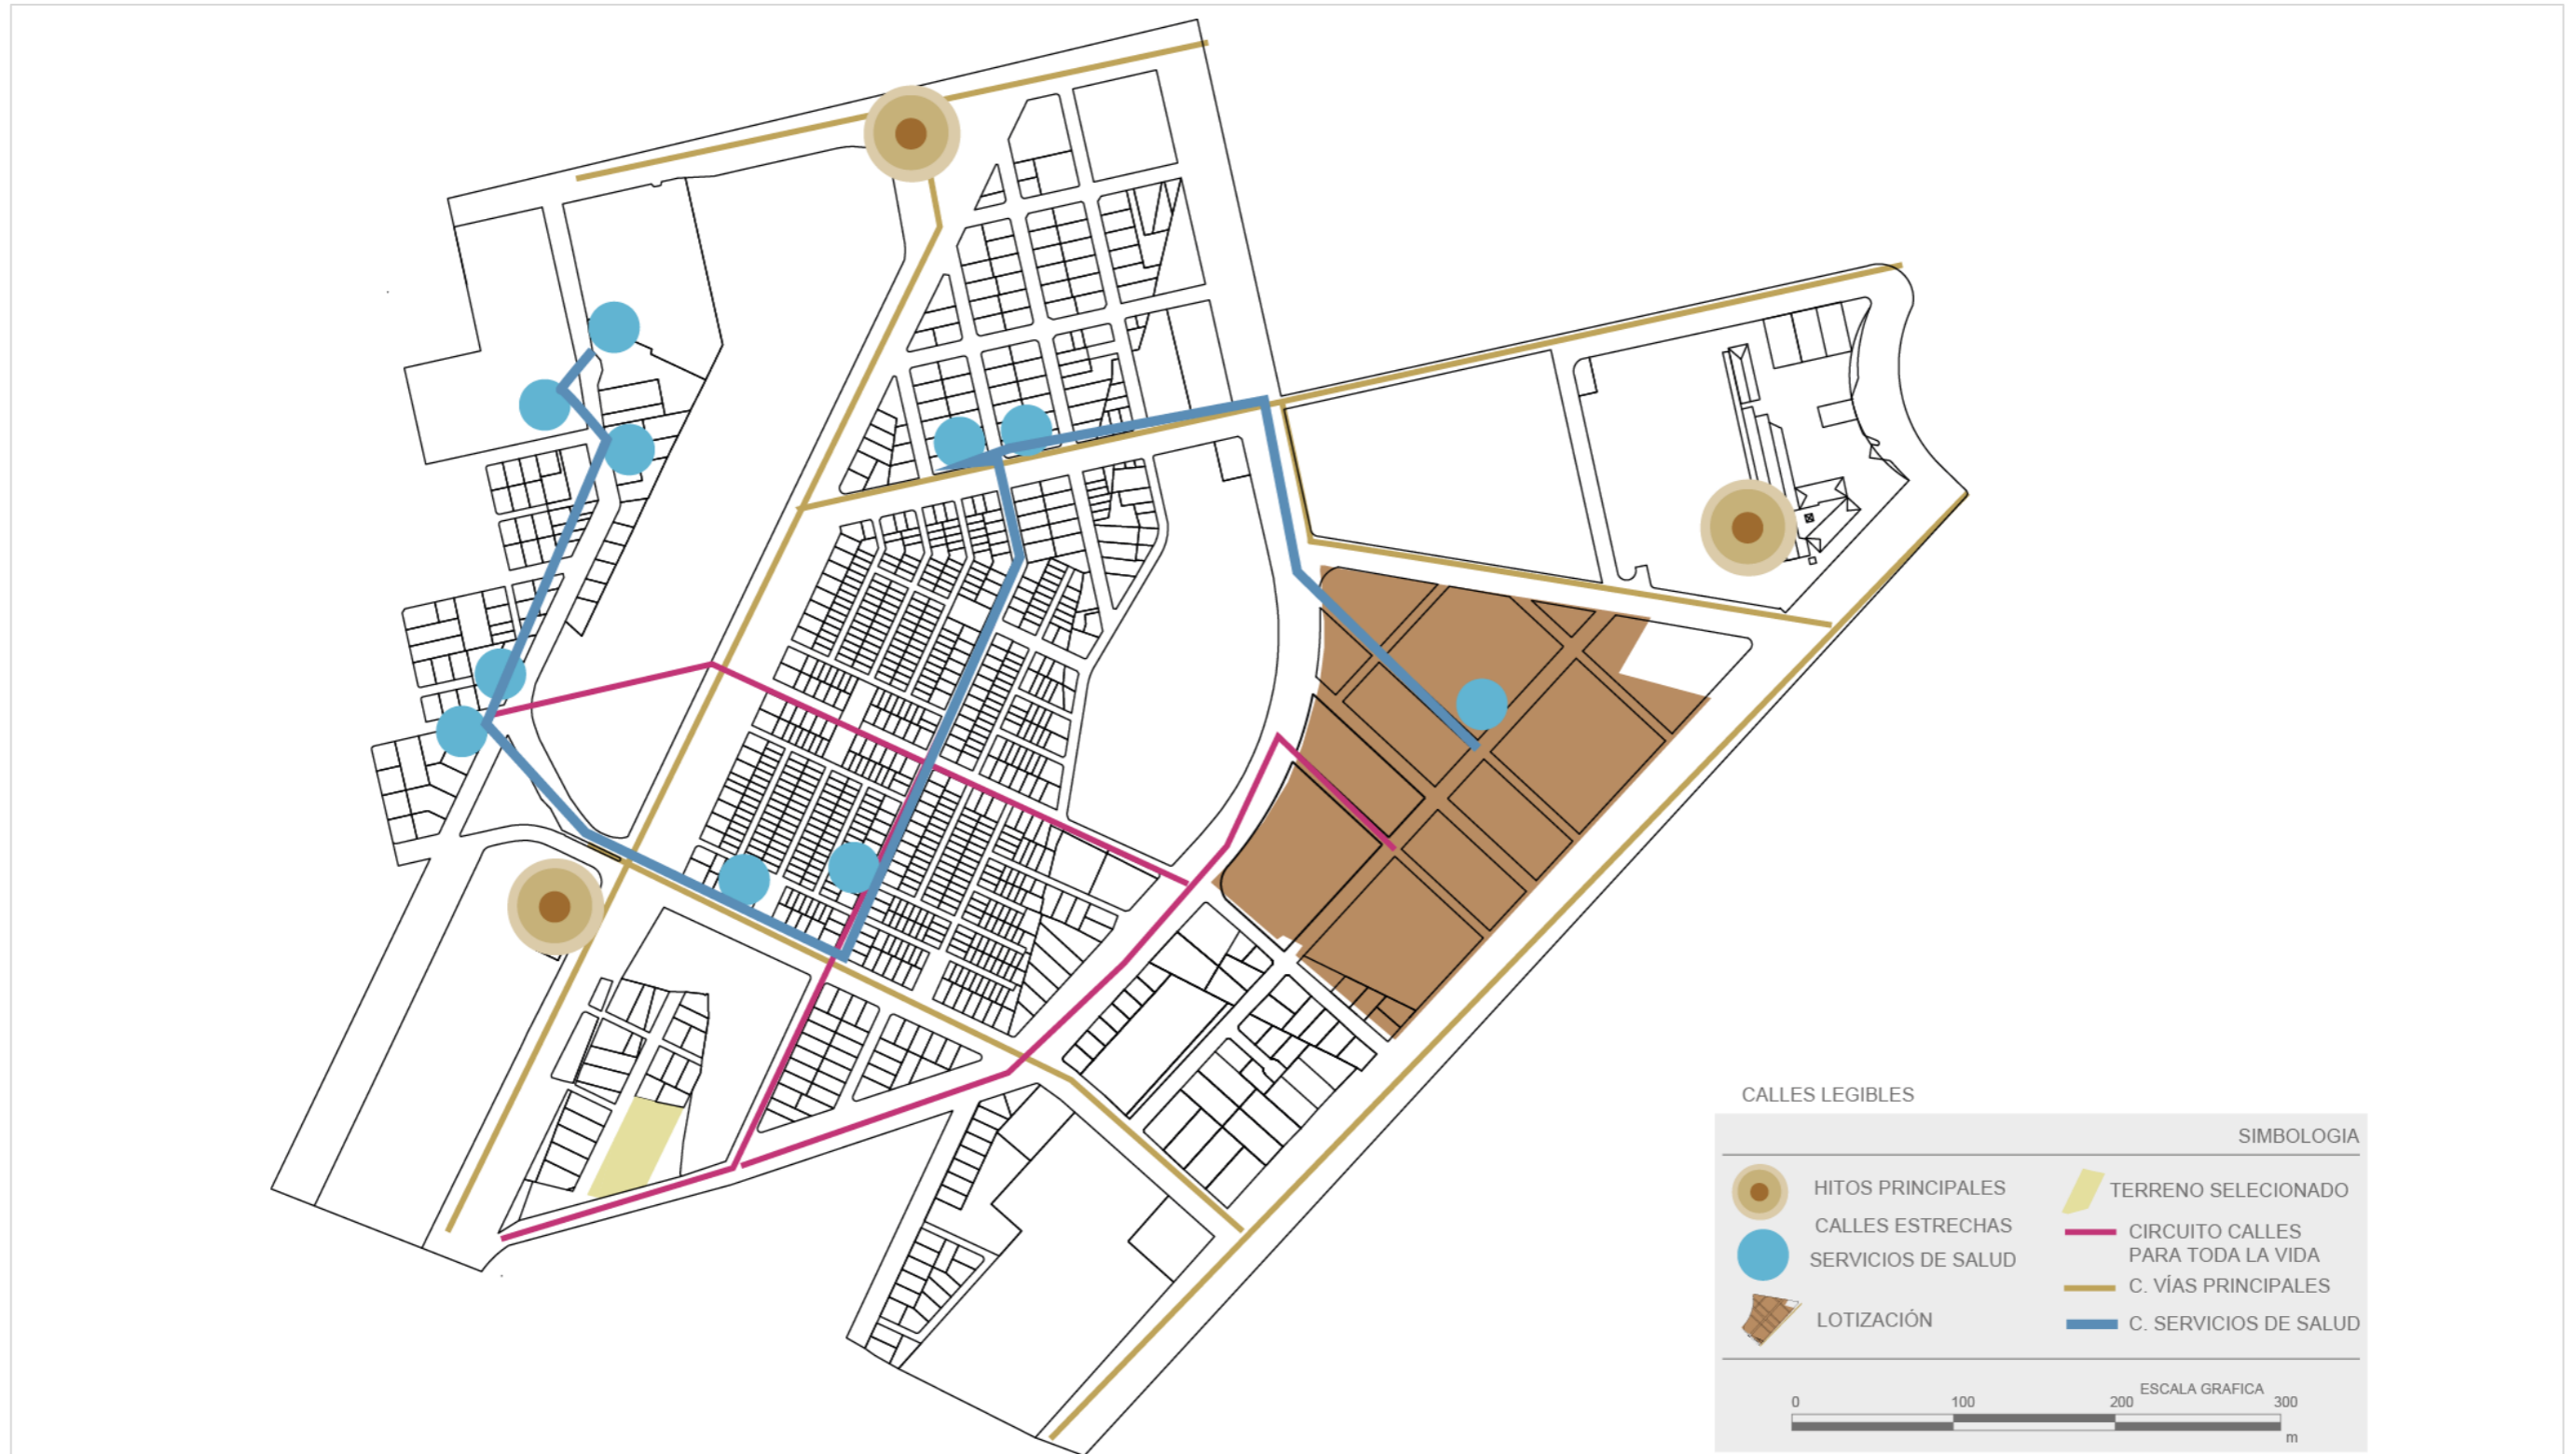 CALLES LEGIBLES
SIMBOLOGIA
HITOS PRINCIPALES
CALLES ESTRECHAS
SERVICIOS DE SALUD
LOTIZACIÓN
TERRENO SELECIONADO
CIRCUITO CALLES
PARA TODA LA VIDA
C. VÍAS PRINCIPALES
C. SERVICIOS DE SALUD
ESCALA GRAFICA
0 100 200 300
m